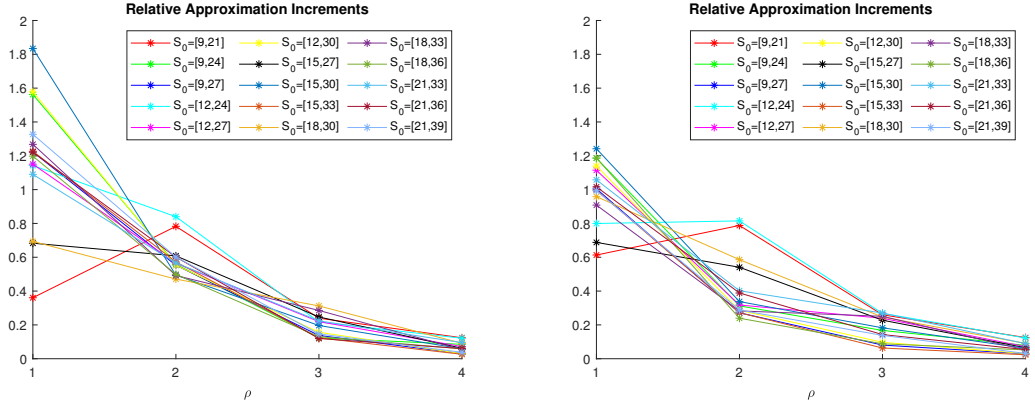 Relative Approximation Increments
2
1.8
1.6
1.4
1.2
1
0.8
0.6
0.4
0.2
0
1
2
3
4
ρ
S0=[9,21]
S0=[9,24]
S0=[9,27]
S0=[12,24]
S0=[12,27]
S0=[12,30]
S0=[15,27]
S0=[15,30]
S0=[15,33]
S0=[18,30]
S0=[18,33]
S0=[18,36]
S0=[21,33]
S0=[21,36]
S0=[21,39]
Relative Approximation Increments
2
1.8
1.6
1.4
1.2
1
0.8
0.6
0.4
0.2
0
1
2
3
4
ρ
S0=[9,21]
S0=[9,24]
S0=[9,27]
S0=[12,24]
S0=[12,27]
S0=[12,30]
S0=[15,27]
S0=[15,30]
S0=[15,33]
S0=[18,30]
S0=[18,33]
S0=[18,36]
S0=[21,33]
S0=[21,36]
S0=[21,39]